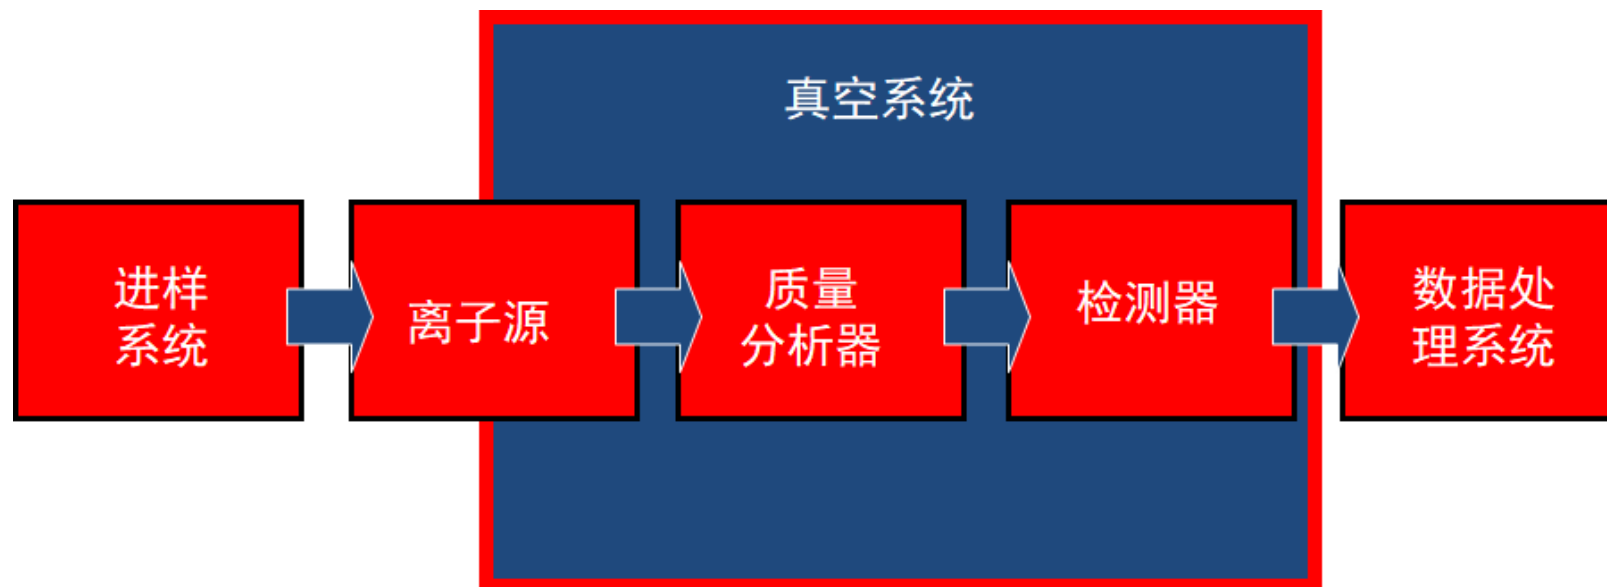 真空系统
进样
系统
离子源
质量
分析器
检测器
数据处
理系统